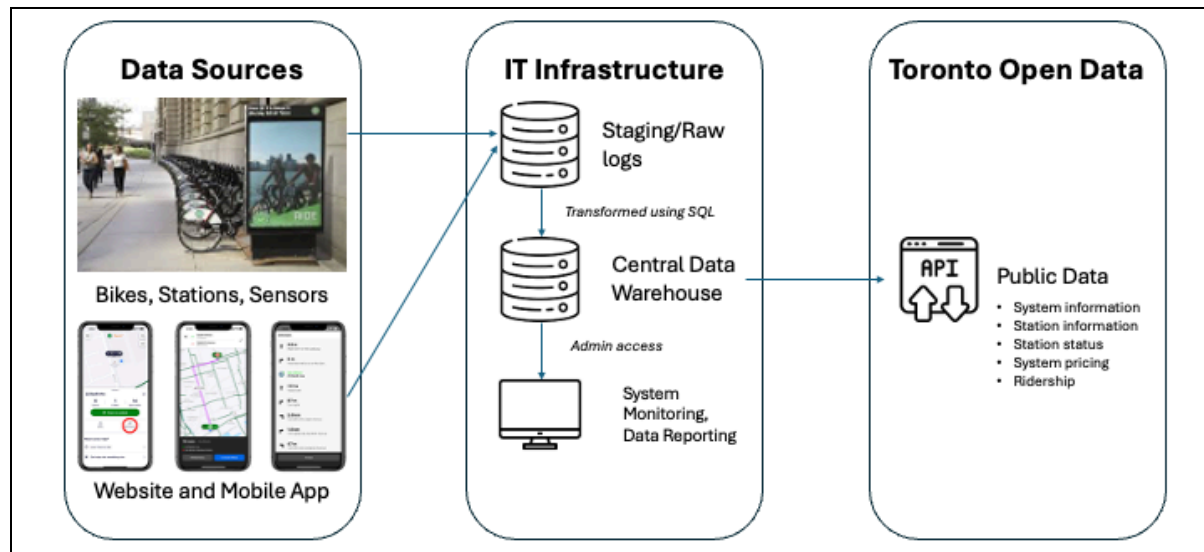 Data Sources
RIDE
Bikes, Stations, Sensors
Website and Mobile App
IT Infrastructure
Staging/Raw
logs
Transformed using SQL
Central Data
Warehouse
Admin access
System
Monitoring,
Data Reporting
Toronto Open Data
API
Public Data
• System information
• Station information
• Station status
• System pricing
• Ridership